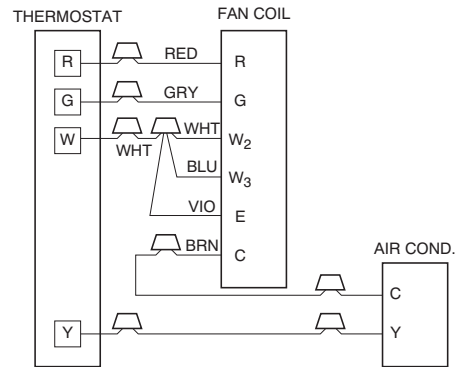 THERMOSTAT
FAN COIL
R
RED
R
G
GRY
G
W
WHT
WHT
W2
BLU
W3
VIO
E
BRN
C
AIR COND.
C
Y
Y